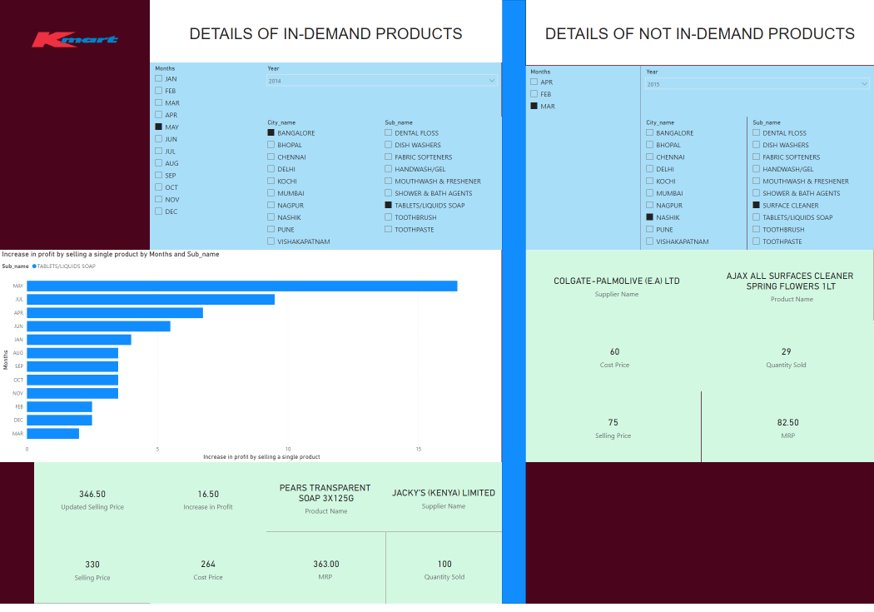 Kmart
DETAILS OF IN-DEMAND PRODUCTS
Months
JAN
FEB
MAR
APR
MAY
JUN
JUL
AUG
SEP
OCT
NOV
DEC
Year
2014
City_name
BANGALORE
BHOPAL
CHENNAI
DELHI
KOCHI
MUMBAI
NAGPUR
NASHIK
PUNE
VISHAKAPATNAM
Sub_name
DENTAL FLOSS
DISH WASHERS
FABRIC SOFTENERS
HANDWASH/GEL
MOUTHWASH & FRESHENER
SHOWER & BATH AGENTS
TABLETS/LIQUIDS SOAP
TOOTHBRUSH
TOOTHPASTE
Increase in profit by selling a single product by Months and Sub_name
Sub_name TABLETS/LIQUIDS SOAP
Months
MAY
JUL
APR
JUN
JAN
AUG
SEP
OCT
NOV
FEB
DEC
MAR
0 5 10 15
Increase in profit by selling a single product
346.50
Updated Selling Price
16.50
Increase in Profit
PEARS TRANSPARENT
SOAP 3X125G
Product Name
JACKY'S (KENYA) LIMITED
Supplier Name
330
Selling Price
264
Cost Price
363.00
MRP
100
Quantity Sold
DETAILS OF NOT IN-DEMAND PRODUCTS
Months
APR
FEB
MAR
Year
2015
City_name
BANGALORE
BHOPAL
CHENNAI
DELHI
KOCHI
MUMBAI
NAGPUR
NASHIK
PUNE
VISHAKAPATNAM
Sub_name
DENTAL FLOSS
DISH WASHERS
FABRIC SOFTENERS
HANDWASH/GEL
MOUTHWASH & FRESHENER
SHOWER & BATH AGENTS
SURFACE CLEANER
TABLETS/LIQUIDS SOAP
TOOTHBRUSH
TOOTHPASTE
COLGATE-PALMOLIVE (E.A) LTD
Supplier Name
AJAX ALL SURFACES CLEANER
SPRING FLOWERS 1LT
Product Name
60
Cost Price
29
Quantity Sold
75
Selling Price
82.50
MRP